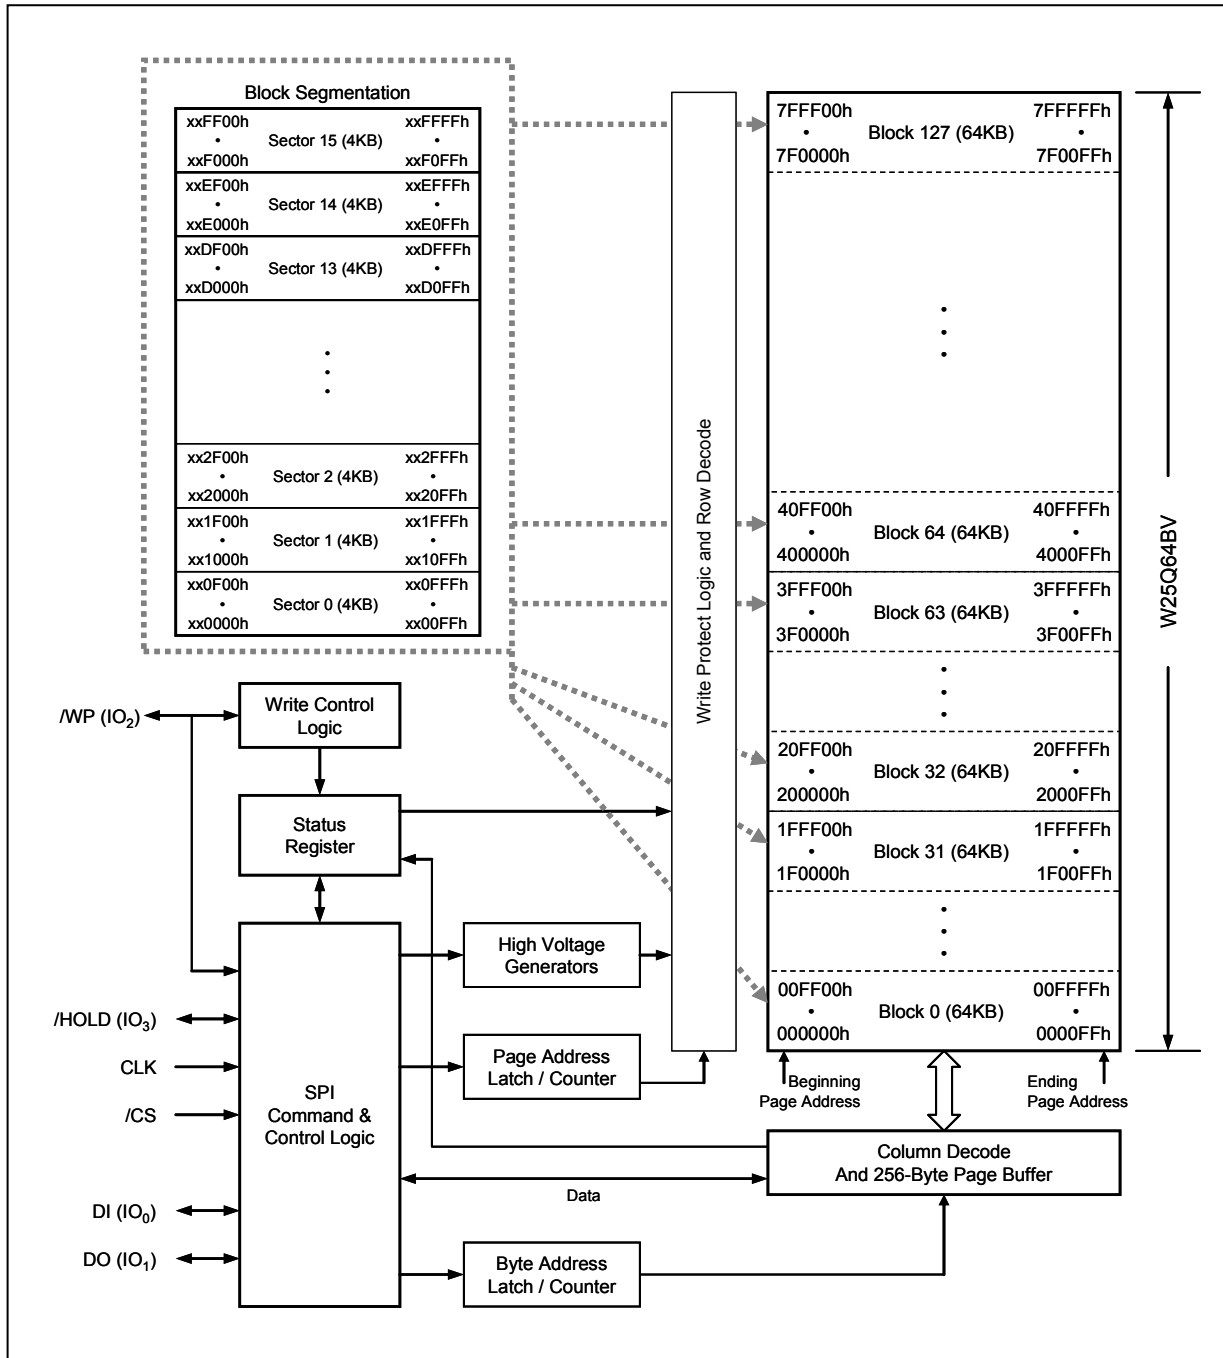 Block Segmentation
xxFF00h xxFFFFh
• Sector 15 (4KB) •
xxF000h xxF0FFh
xxEF00h xxEFFFh
• Sector 14 (4KB) •
xxE000h xxE0FFh
xxDF00h xxDFFFh
• Sector 13 (4KB) •
xxD000h xxD0FFh
xx2F00h xx2FFFh
• Sector 2 (4KB) •
xx2000h xx20FFh
xx1F00h xx1FFFh
• Sector 1 (4KB) •
xx1000h xx10FFh
xx0F00h xx0FFFh
• Sector 0 (4KB) •
xx0000h xx00FFh
Write Protect Logic and Row Decode
7FFF00h 7FFFFFh
• Block 127 (64KB) •
7F0000h 7F00FFh
40FF00h 40FFFFh
• Block 64 (64KB) •
400000h 4000FFh
3FFF00h 3FFFFFh
• Block 63 (64KB) •
3F0000h 3F00FFh
20FF00h 20FFFFh
• Block 32 (64KB) •
200000h 2000FFh
1FFF00h 1FFFFFh
• Block 31 (64KB) •
1F0000h 1F00FFh
00FF00h 00FFFFh
• Block 0 (64KB) •
000000h 0000FFh
W25Q64BV
Beginning
Page Address
Ending
Page Address
/WP (IO2)
Write Control
Logic
Status
Register
High Voltage
Generators
/HOLD (IO3)
CLK
/CS
DI (IO0)
DO (IO1)
SPI
Command &
Control Logic
Page Address
Latch / Counter
Column Decode
And 256-Byte Page Buffer
Data
Byte Address
Latch / Counter